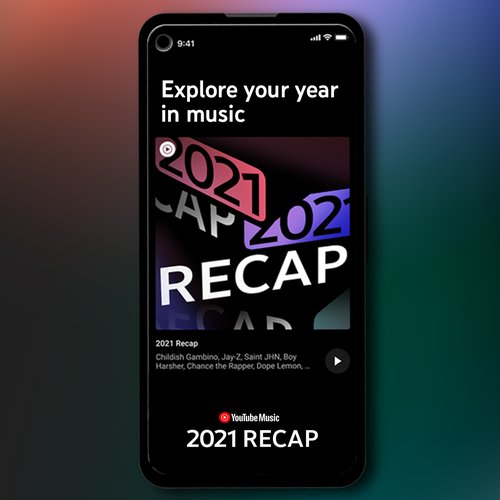 9:41
Explore your year
in music
2021
CAP
2021
RECAP
CAP
2021 Recap
Childish Gambino, Jay-Z, Saint JHN, Boy
Harsher, Chance the Rapper, Dope Lemon, ...
YouTube Music
2021 RECAP